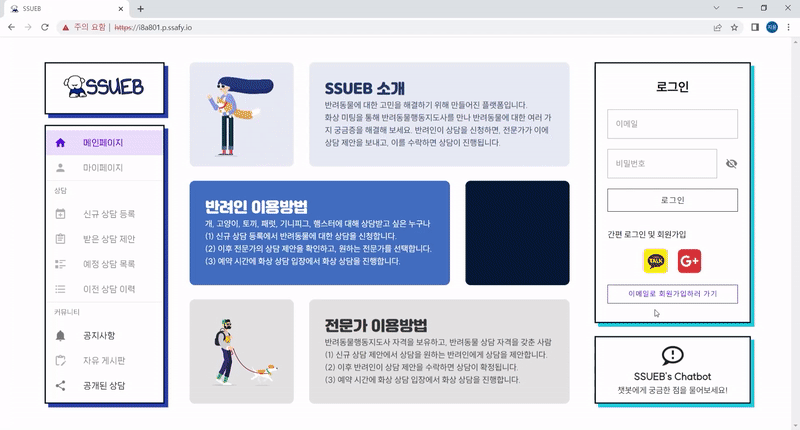 SSUEB
주의 요함
https://i8a801.p.ssafy.io
지윤
SSUEB
메인페이지
마이페이지
상담
신규 상담 등록
받은 상담 제안
예정 상담 목록
이전 상담 이력
커뮤니티
공지사항
자유 게시판
공개된 상담
SSUEB 소개
반려동물에 대한 고민을 해결하기 위해 만들어진 플랫폼입니다.
화상 미팅을 통해 반려동물행동지도사를 만나 반려동물에 대한 여러 가
지 궁금증을 해결해 보세요. 반려인이 상담을 신청하면, 전문가가 이에
상담 제안을 보내고, 이를 수락하면 상담이 진행됩니다.
반려인 이용방법
개, 고양이, 토끼, 패럿, 기니피그, 햄스터에 대해 상담받고 싶은 누구나
(1) 신규 상담 등록에서 반려동물에 대한 상담을 신청합니다.
(2) 이후 전문가의 상담 제안을 확인하고, 원하는 전문가를 선택합니다.
(3) 예약 시간에 화상 상담 입장에서 화상 상담을 진행합니다.
전문가 이용방법
반려동물행동지도사 자격을 보유하고, 반려동물 상담 자격을 갖춘 사람
(1) 신규 상담 제안에서 상담을 원하는 반려인에게 상담을 제안합니다.
(2) 이후 반려인이 상담 제안을 수락하면 상담이 확정됩니다.
(3) 예약 시간에 화상 상담 입장에서 화상 상담을 진행합니다.
로그인
이메일
비밀번호
로그인
간편 로그인 및 회원가입
TALK
G+
이메일로 회원가입하러 가기
SSUEB's Chatbot
챗봇에게 궁금한 점을 물어보세요!